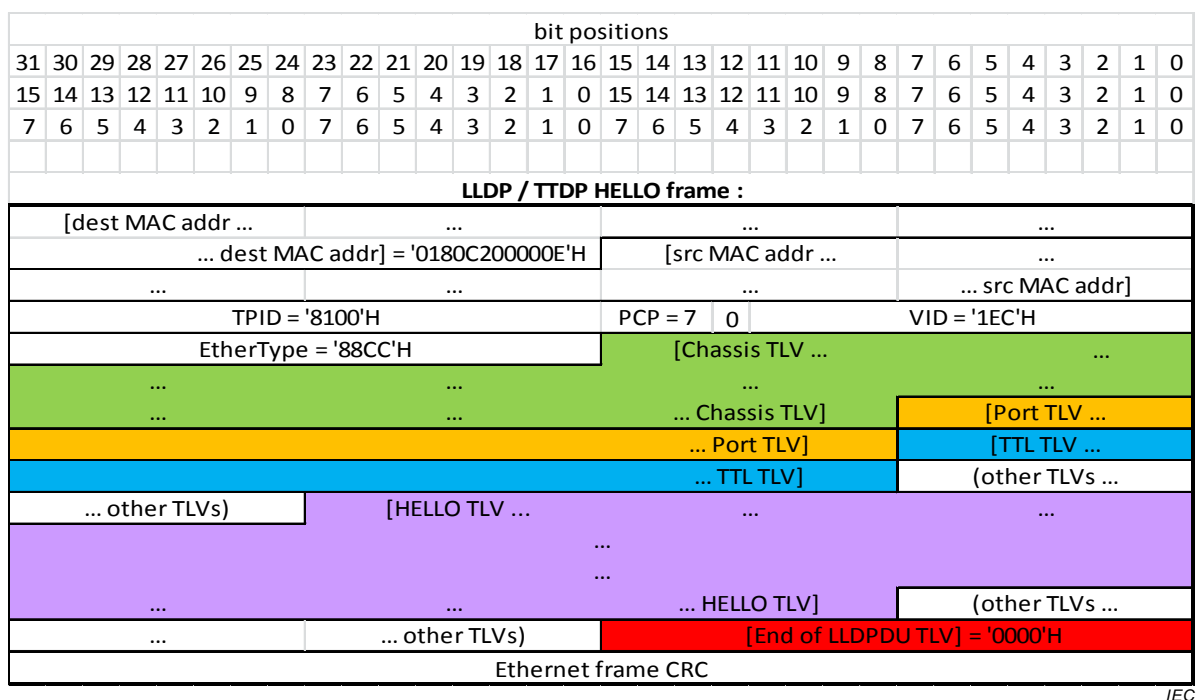 bit positions
31 30 29 28 27 26 25 24 23 22 21 20 19 18 17 16 15 14 13 12 11 10 9 8 7 6 5 4 3 2 1 0
15 14 13 12 11 10 9 8 7 6 5 4 3 2 1 0 15 14 13 12 11 10 9 8 7 6 5 4 3 2 1 0
7 6 5 4 3 2 1 0 7 6 5 4 3 2 1 0 7 6 5 4 3 2 1 0 7 6 5 4 3 2 1 0
LLDP / TTDP HELLO frame :
[dest MAC addr ... ... ... ...
... dest MAC addr] = '0180C200000E'H [src MAC addr ... ...
... ... ... ... src MAC addr]
TPID = '8100'H PCP = 7 0 VID = '1EC'H
EtherType = '88CC'H [Chassis TLV ... ...
... ... ... ...
... ... ... Chassis TLV] [Port TLV ...
... Port TLV] [TTL TLV ...
... TTL TLV] (other TLVs ...
... other TLVs) [HELLO TLV ... ... ...
...
...
... ... ... HELLO TLV] (other TLVs ...
... ... other TLVs) [End of LLDPDU TLV] = '0000'H
Ethernet frame CRC
IEC